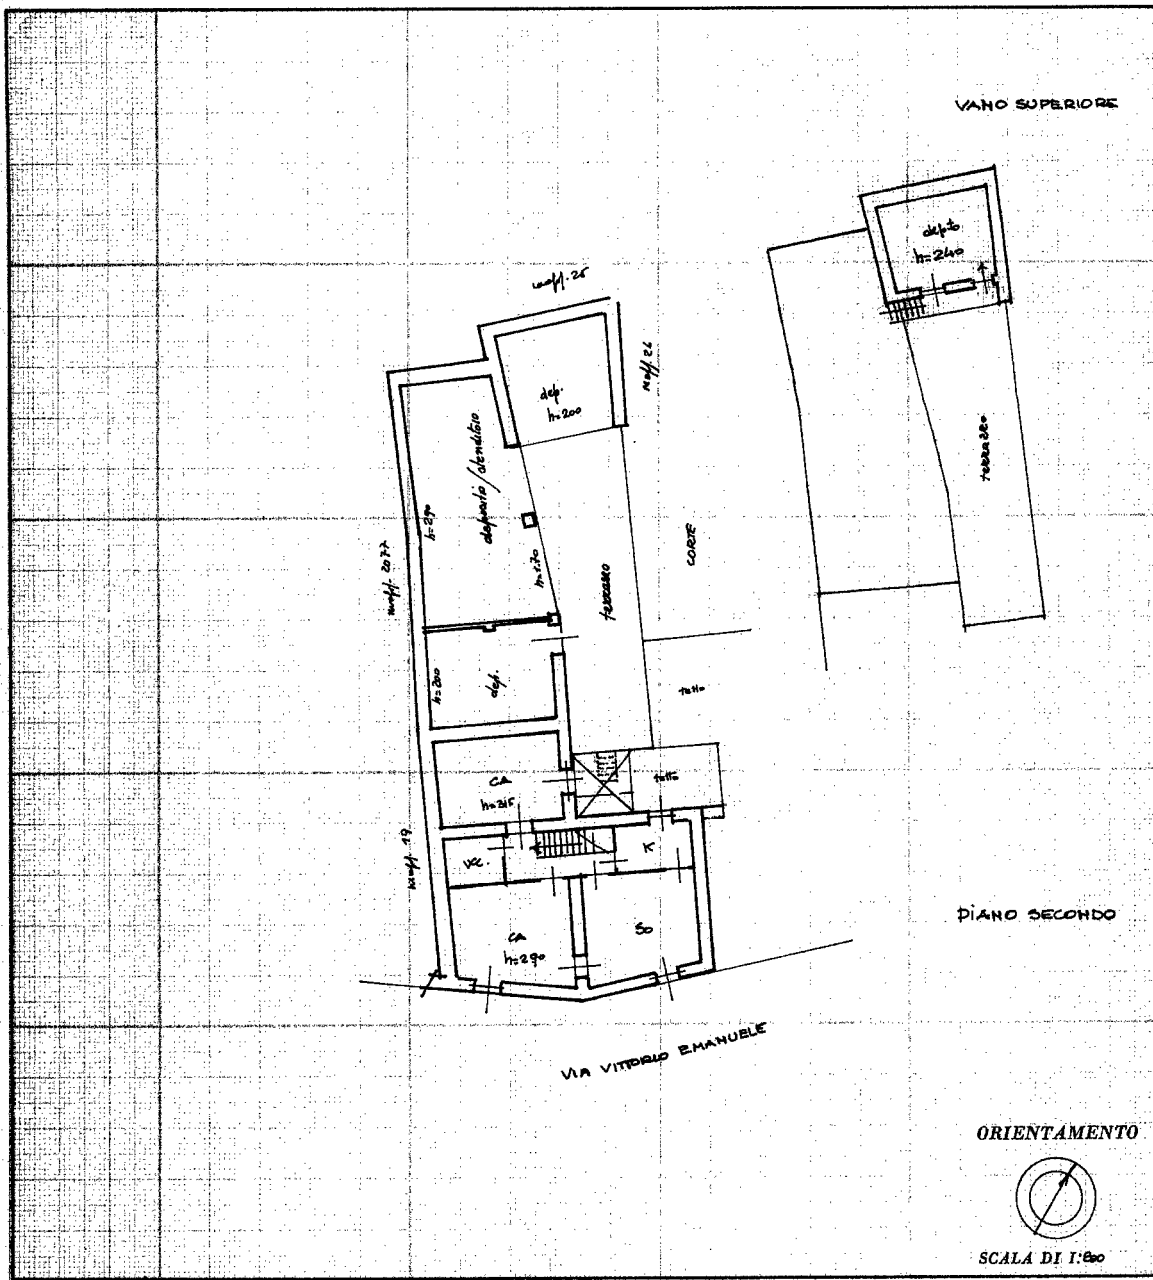 VANO SUPERIORE
dep.to
h=240
terrazzo
mapp. 25
mapp. 26
dep.
h=200
deposito/stenditoio
h=290
h=1.70
terrazzo
CORTE
mapp. 2077
h=200
dep.
tetto
CA
h=315
tetto
mapp. 19
WC.
K
CA
h=290
SO
PIANO SECONDO
VIA VITTORIO EMANUELE
ORIENTAMENTO
SCALA DI 1:200